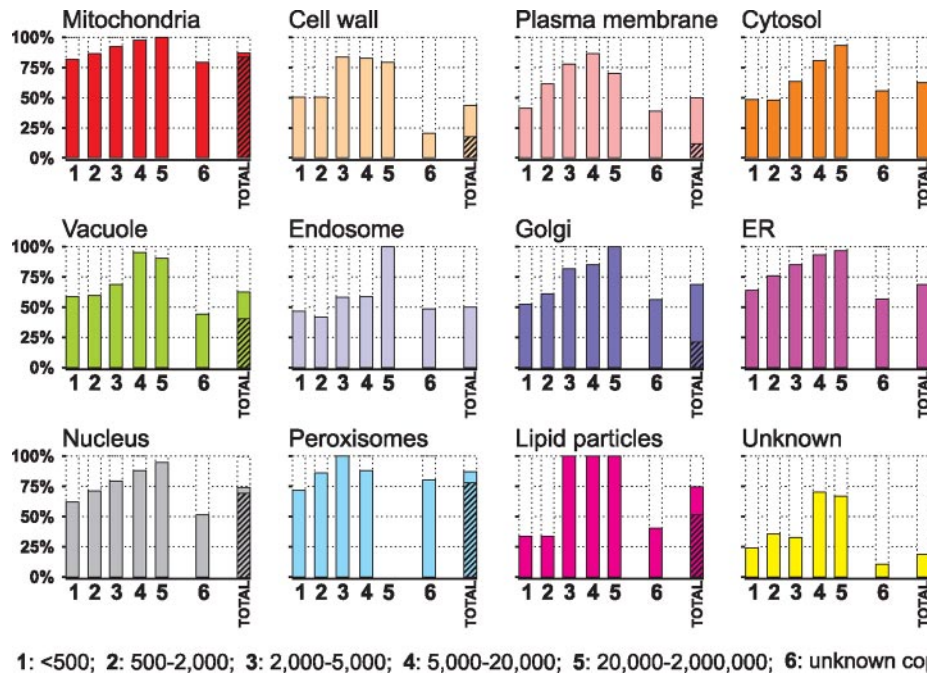 Mitochondria Cell wall Plasma membrane Cytosol
100%
75%
50%
25%
0%
1 2 3 4 5 6 TOTAL 1 2 3 4 5 6 TOTAL 1 2 3 4 5 6 TOTAL 1 2 3 4 5 6 TOTAL
Vacuole Endosome Golgi ER
100%
75%
50%
25%
0%
1 2 3 4 5 6 TOTAL 1 2 3 4 5 6 TOTAL 1 2 3 4 5 6 TOTAL 1 2 3 4 5 6 TOTAL
Nucleus Peroxisomes Lipid particles Unknown
100%
75%
50%
25%
0%
1 2 3 4 5 6 TOTAL 1 2 3 4 5 6 TOTAL 1 2 3 4 5 6 TOTAL 1 2 3 4 5 6 TOTAL
1: <500; 2: 500-2,000; 3: 2,000-5,000; 4: 5,000-20,000; 5: 20,000-2,000,000; 6: unknown